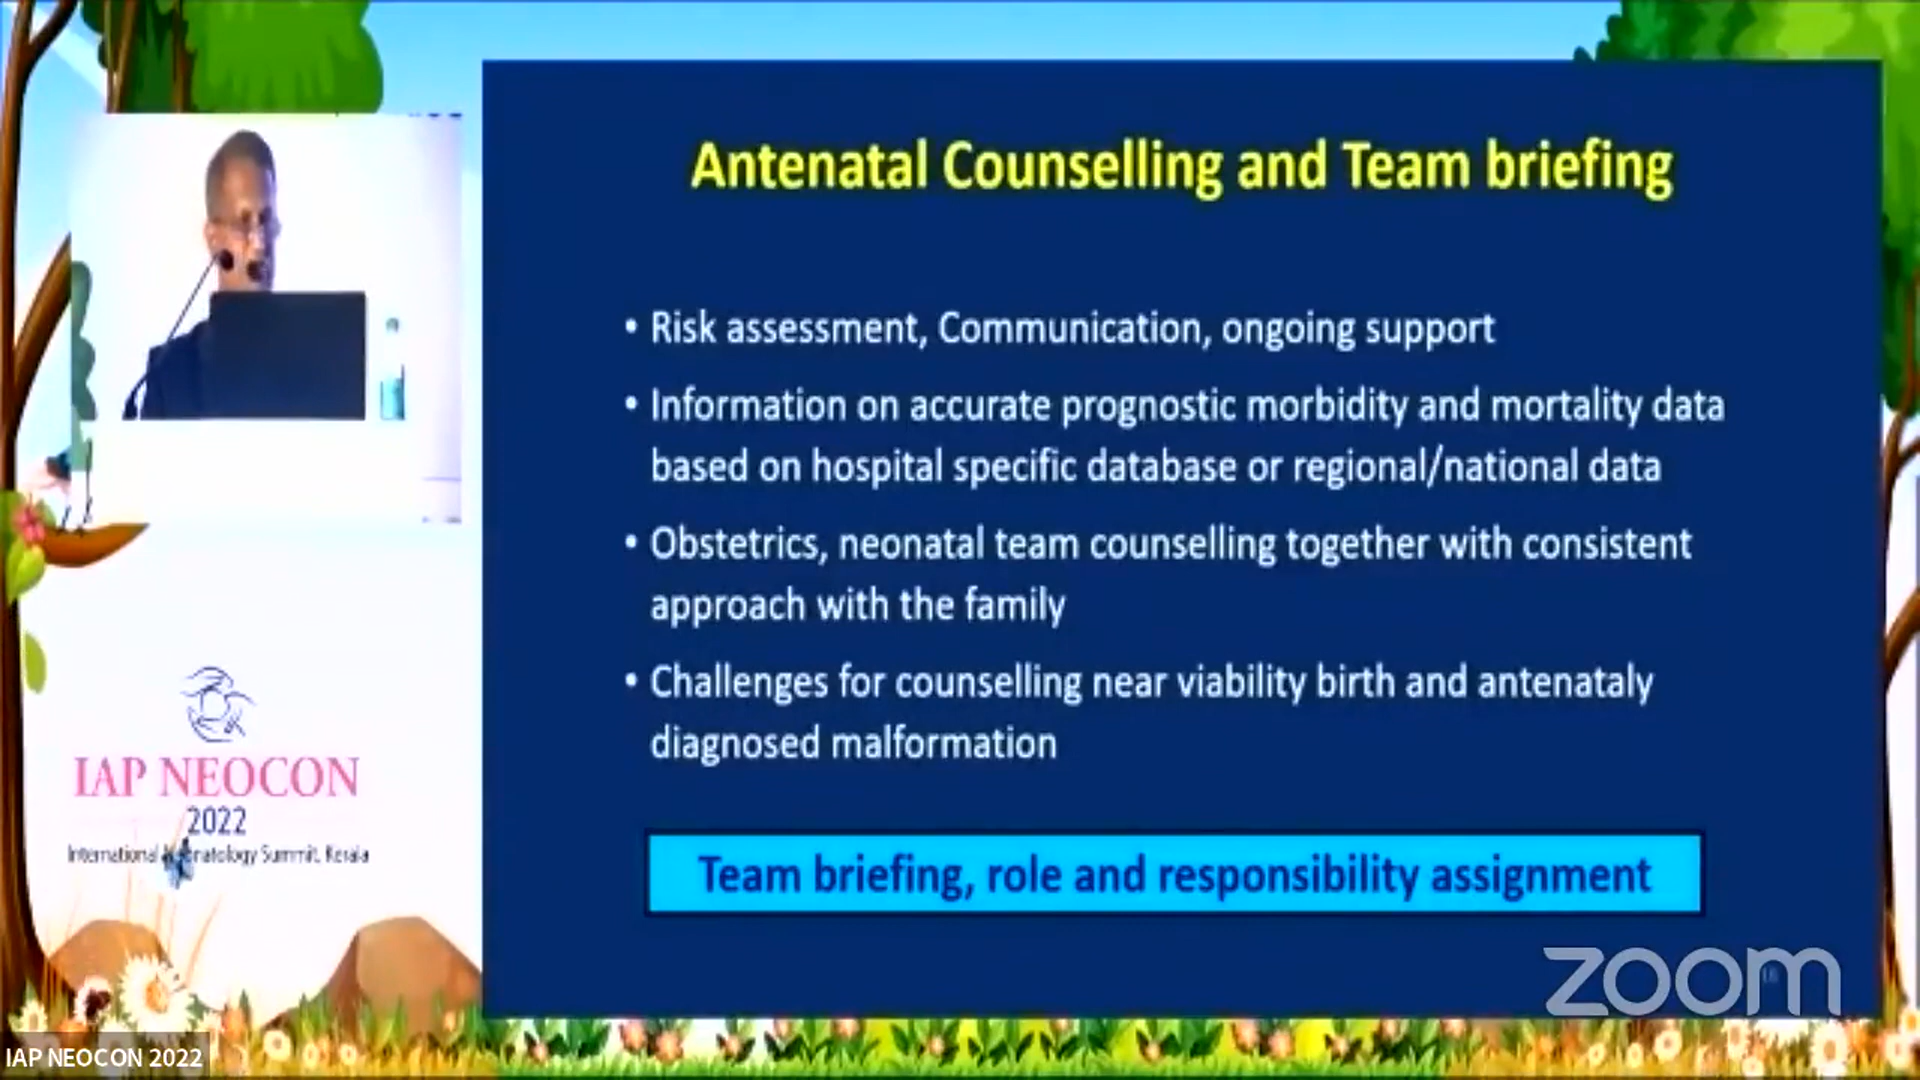 Antenatal Counselling and Team briefing
• Risk assessment, Communication, ongoing support
• Information on accurate prognostic morbidity and mortality data
based on hospital specific database or regional/national data
• Obstetrics, neonatal team counselling together with consistent
approach with the family
• Challenges for counselling near viability birth and antenataly
diagnosed malformation
Team briefing, role and responsibility assignment
IAP NEOCON
2022
International Neonatology Summit, Kerala
zoom
IAP NEOCON 2022